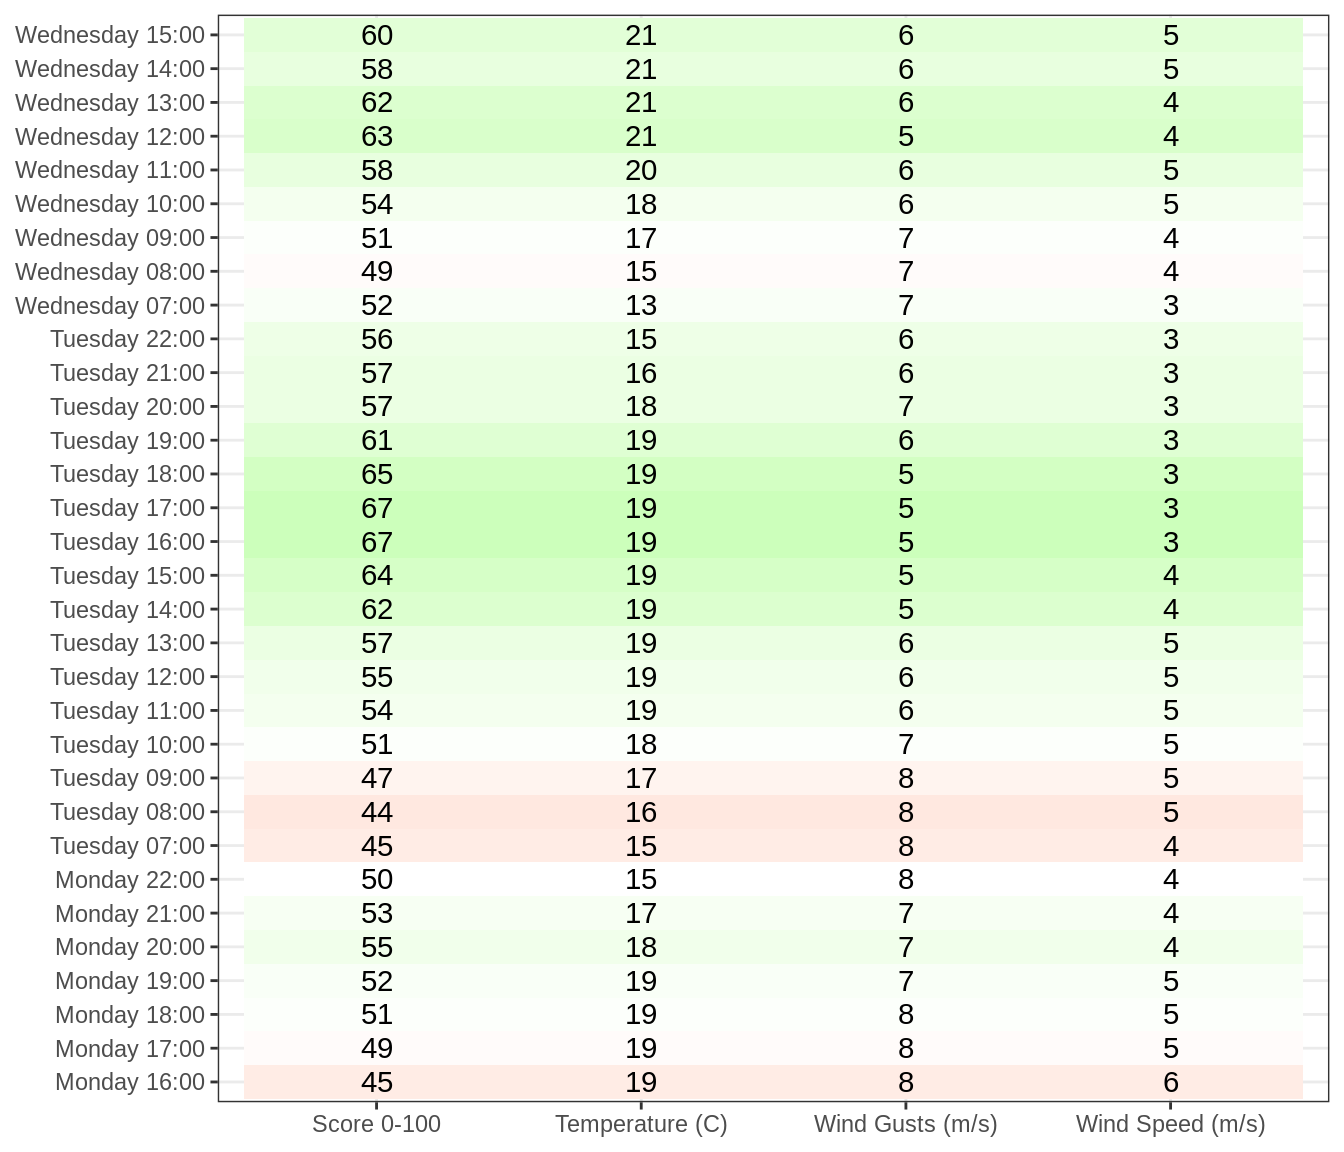 Wednesday 15:00 60 21 6 5
Wednesday 14:00 58 21 6 5
Wednesday 13:00 62 21 6 4
Wednesday 12:00 63 21 5 4
Wednesday 11:00 58 20 6 5
Wednesday 10:00 54 18 6 5
Wednesday 09:00 51 17 7 4
Wednesday 08:00 49 15 7 4
Wednesday 07:00 52 13 7 3
Tuesday 22:00 56 15 6 3
Tuesday 21:00 57 16 6 3
Tuesday 20:00 57 18 7 3
Tuesday 19:00 61 19 6 3
Tuesday 18:00 65 19 5 3
Tuesday 17:00 67 19 5 3
Tuesday 16:00 67 19 5 3
Tuesday 15:00 64 19 5 4
Tuesday 14:00 62 19 5 4
Tuesday 13:00 57 19 6 5
Tuesday 12:00 55 19 6 5
Tuesday 11:00 54 19 6 5
Tuesday 10:00 51 18 7 5
Tuesday 09:00 47 17 8 5
Tuesday 08:00 44 16 8 5
Tuesday 07:00 45 15 8 4
Monday 22:00 50 15 8 4
Monday 21:00 53 17 7 4
Monday 20:00 55 18 7 4
Monday 19:00 52 19 7 5
Monday 18:00 51 19 8 5
Monday 17:00 49 19 8 5
Monday 16:00 45 19 8 6
Score 0-100 Temperature (C) Wind Gusts (m/s) Wind Speed (m/s)